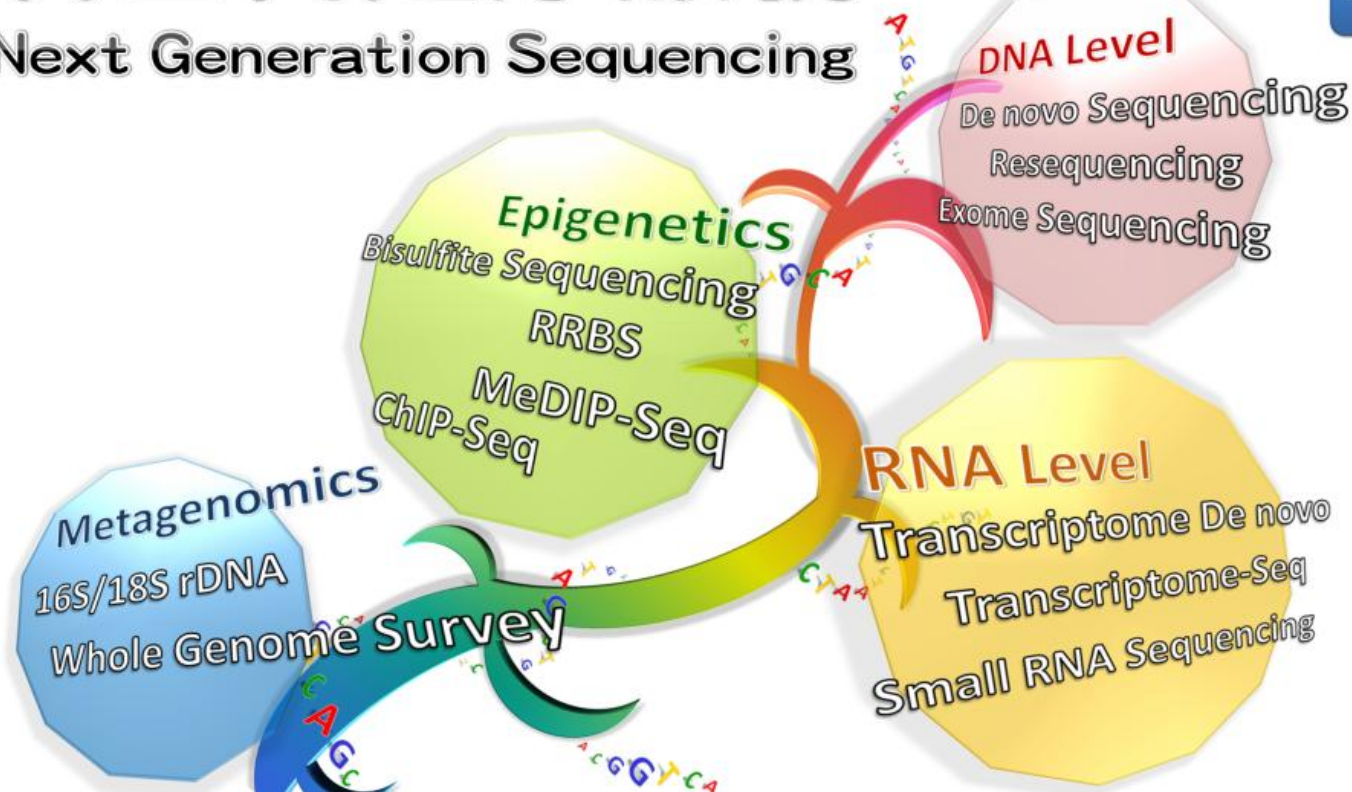 Next Generation Sequencing
DNA Level
De novo Sequencing
Resequencing
Exome Sequencing
Epigenetics
Bisulfite Sequencing
RRBS
MeDIP-Seq
ChIP-Seq
RNA Level
Transcriptome De novo
Transcriptome-Seq
Small RNA Sequencing
Metagenomics
16S/18S rDNA
Whole Genome Survey